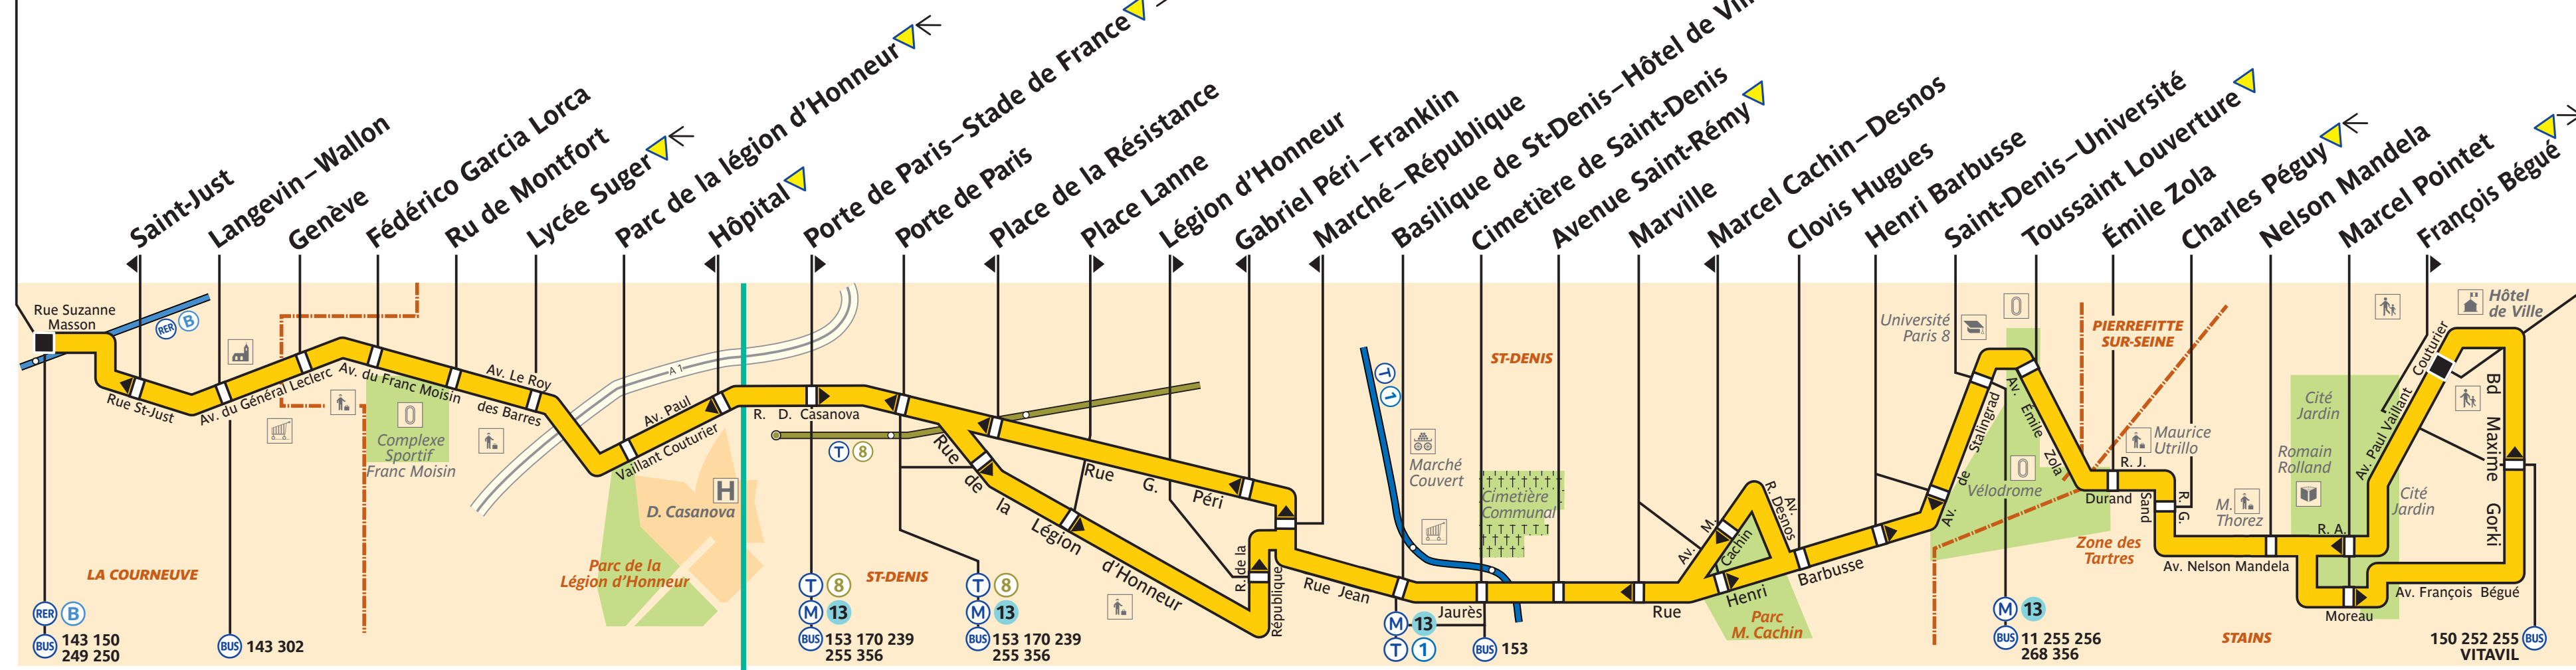 Saint-Just
Langevin–Wallon
Genève
Fédérico Garcia Lorca
Ru de Montfort
Lycée Suger
Parc de la légion d'Honneur
Hôpital
Porte de Paris–Stade de France
Porte de Paris
Place de la Résistance
Place Lanne
Légion d'Honneur
Gabriel Péri–Franklin
Marché–République
Basilique de St-Denis–Hôtel de
Cimetière de Saint-Denis
Avenue Saint-Rémy
Marville
Marcel Cachin–Desnos
Clovis Hugues
Henri Barbusse
Saint-Denis–Université
Toussaint Louverture
Émile Zola
Charles Péguy
Nelson Mandela
Marcel Pointet
François Bégué
Rue Suzanne
Masson
RER B
Rue St-Just
Av. du Général Leclerc
Av. du Franc Moisin
Complexe
Sportif
Franc Moisin
Av. Le Roy
des Barres
A 1
Av. Paul
Vaillant Couturier
H
D. Casanova
Parc de la
Légion d'Honneur
LA COURNEUVE
RER B
BUS 143 150
249 250
BUS 143 302
R. D. Casanova
T 8
T 8
M 13
BUS 153 170 239
255 356
ST-DENIS
T 8
M 13
BUS 153 170 239
255 356
Rue de la Légion d'Honneur
Rue G. Péri
R. de la
République
Rue Jean
Jaurès
T 1
Marché
Couvert
M 13
T 1
BUS 153
Cimetière
Communal
ST-DENIS
Rue
Av. M.
Cachin
R. Desnos
Av.
Henri
Barbusse
Parc
M. Cachin
Université
Paris 8
Av. de Stalingrad
Av. Émile Zola
Vélodrome
M 13
BUS 11 255 256
268 356
PIERREFITTE
SUR-SEINE
Maurice
Utrillo
R. J.
Durand
R. G.
Sand
Zone des
Tartres
M.
Thorez
Av. Nelson Mandela
STAINS
Cité
Jardin
Romain
Rolland
R. A.
Moreau
Cité
Jardin
Av. Paul Vaillant Couturier
Hôtel
de Ville
Bd Maxime Gorki
Av. François Bégué
150 252 255 BUS
VITAVIL